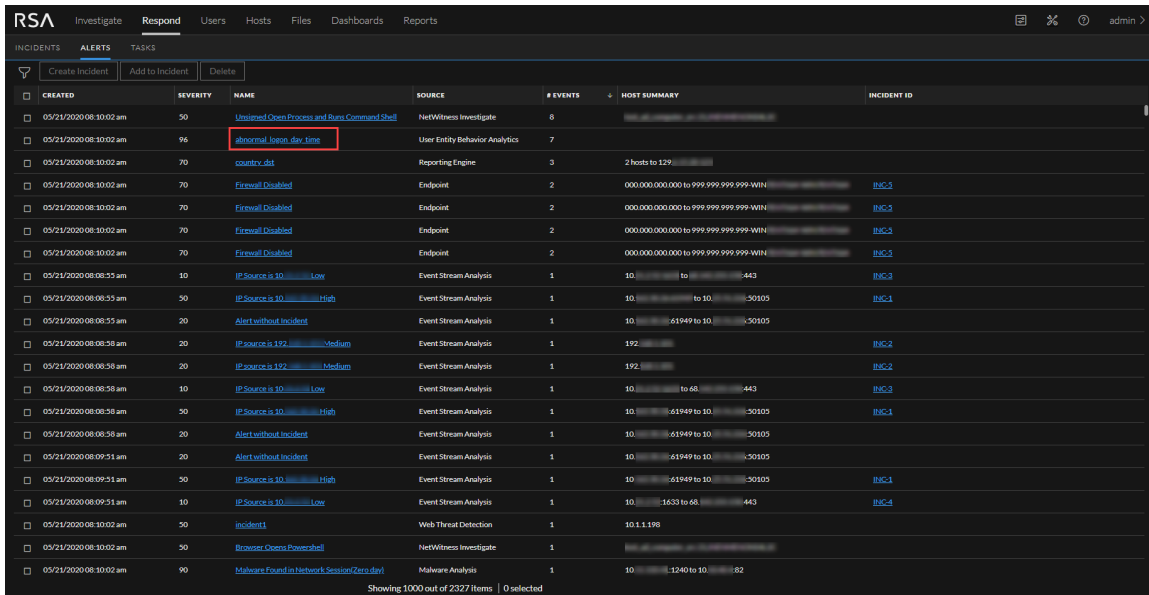 RSA Investigate Respond Users Hosts Files Dashboards Reports admin >
INCIDENTS ALERTS TASKS
Create Incident Add to Incident Delete
CREATED SEVERITY NAME SOURCE # EVENTS HOST SUMMARY INCIDENT ID
05/21/2020 08:10:02 am 50 Unsigned Open Process and Runs Command Shell NetWitness Investigate 8
05/21/2020 08:10:02 am 96 abnormal_logon_day_time User Entity Behavior Analytics 7
05/21/2020 08:10:02 am 70 country_dst Reporting Engine 3 2 hosts to 129
05/21/2020 08:10:02 am 70 Firewall Disabled Endpoint 2 000.000.000.000 to 999.999.999.999-WIN INC-5
05/21/2020 08:10:02 am 70 Firewall Disabled Endpoint 2 000.000.000.000 to 999.999.999.999-WIN INC-5
05/21/2020 08:10:02 am 70 Firewall Disabled Endpoint 2 000.000.000.000 to 999.999.999.999-WIN INC-5
05/21/2020 08:10:02 am 70 Firewall Disabled Endpoint 2 000.000.000.000 to 999.999.999.999-WIN INC-5
05/21/2020 08:08:55 am 10 IP Source is 10. Low Event Stream Analysis 1 10. to :443 INC-3
05/21/2020 08:08:55 am 50 IP Source is 10. High Event Stream Analysis 1 10. to 10. :50105 INC-1
05/21/2020 08:08:55 am 20 Alert without Incident Event Stream Analysis 1 10. :61949 to 10. :50105
05/21/2020 08:08:58 am 20 IP source is 192. Medium Event Stream Analysis 1 192. INC-2
05/21/2020 08:08:58 am 20 IP source is 192 Medium Event Stream Analysis 1 192. INC-2
05/21/2020 08:08:58 am 10 IP Source is 10 Low Event Stream Analysis 1 10. to 68. 443 INC-3
05/21/2020 08:08:58 am 50 IP Source is 10. High Event Stream Analysis 1 10. :61949 to 10. :50105 INC-1
05/21/2020 08:08:58 am 20 Alert without Incident Event Stream Analysis 1 10. :61949 to 10. :50105
05/21/2020 08:09:51 am 20 Alert without Incident Event Stream Analysis 1 10. :61949 to 10. :50105
05/21/2020 08:09:51 am 50 IP Source is 10. High Event Stream Analysis 1 10 :61949 to 10. :50105 INC-1
05/21/2020 08:09:51 am 10 IP Source is 10. Low Event Stream Analysis 1 10. :1633 to 68. 443 INC-4
05/21/2020 08:10:02 am 50 incident1 Web Threat Detection 1 10.1.1.198
05/21/2020 08:10:02 am 50 Browser Opens Powershell NetWitness Investigate 1
05/21/2020 08:10:02 am 90 Malware Found in Network Session(Zero day) Malware Analysis 1 10 :1240 to 10. :82
Showing 1000 out of 2327 items | 0 selected